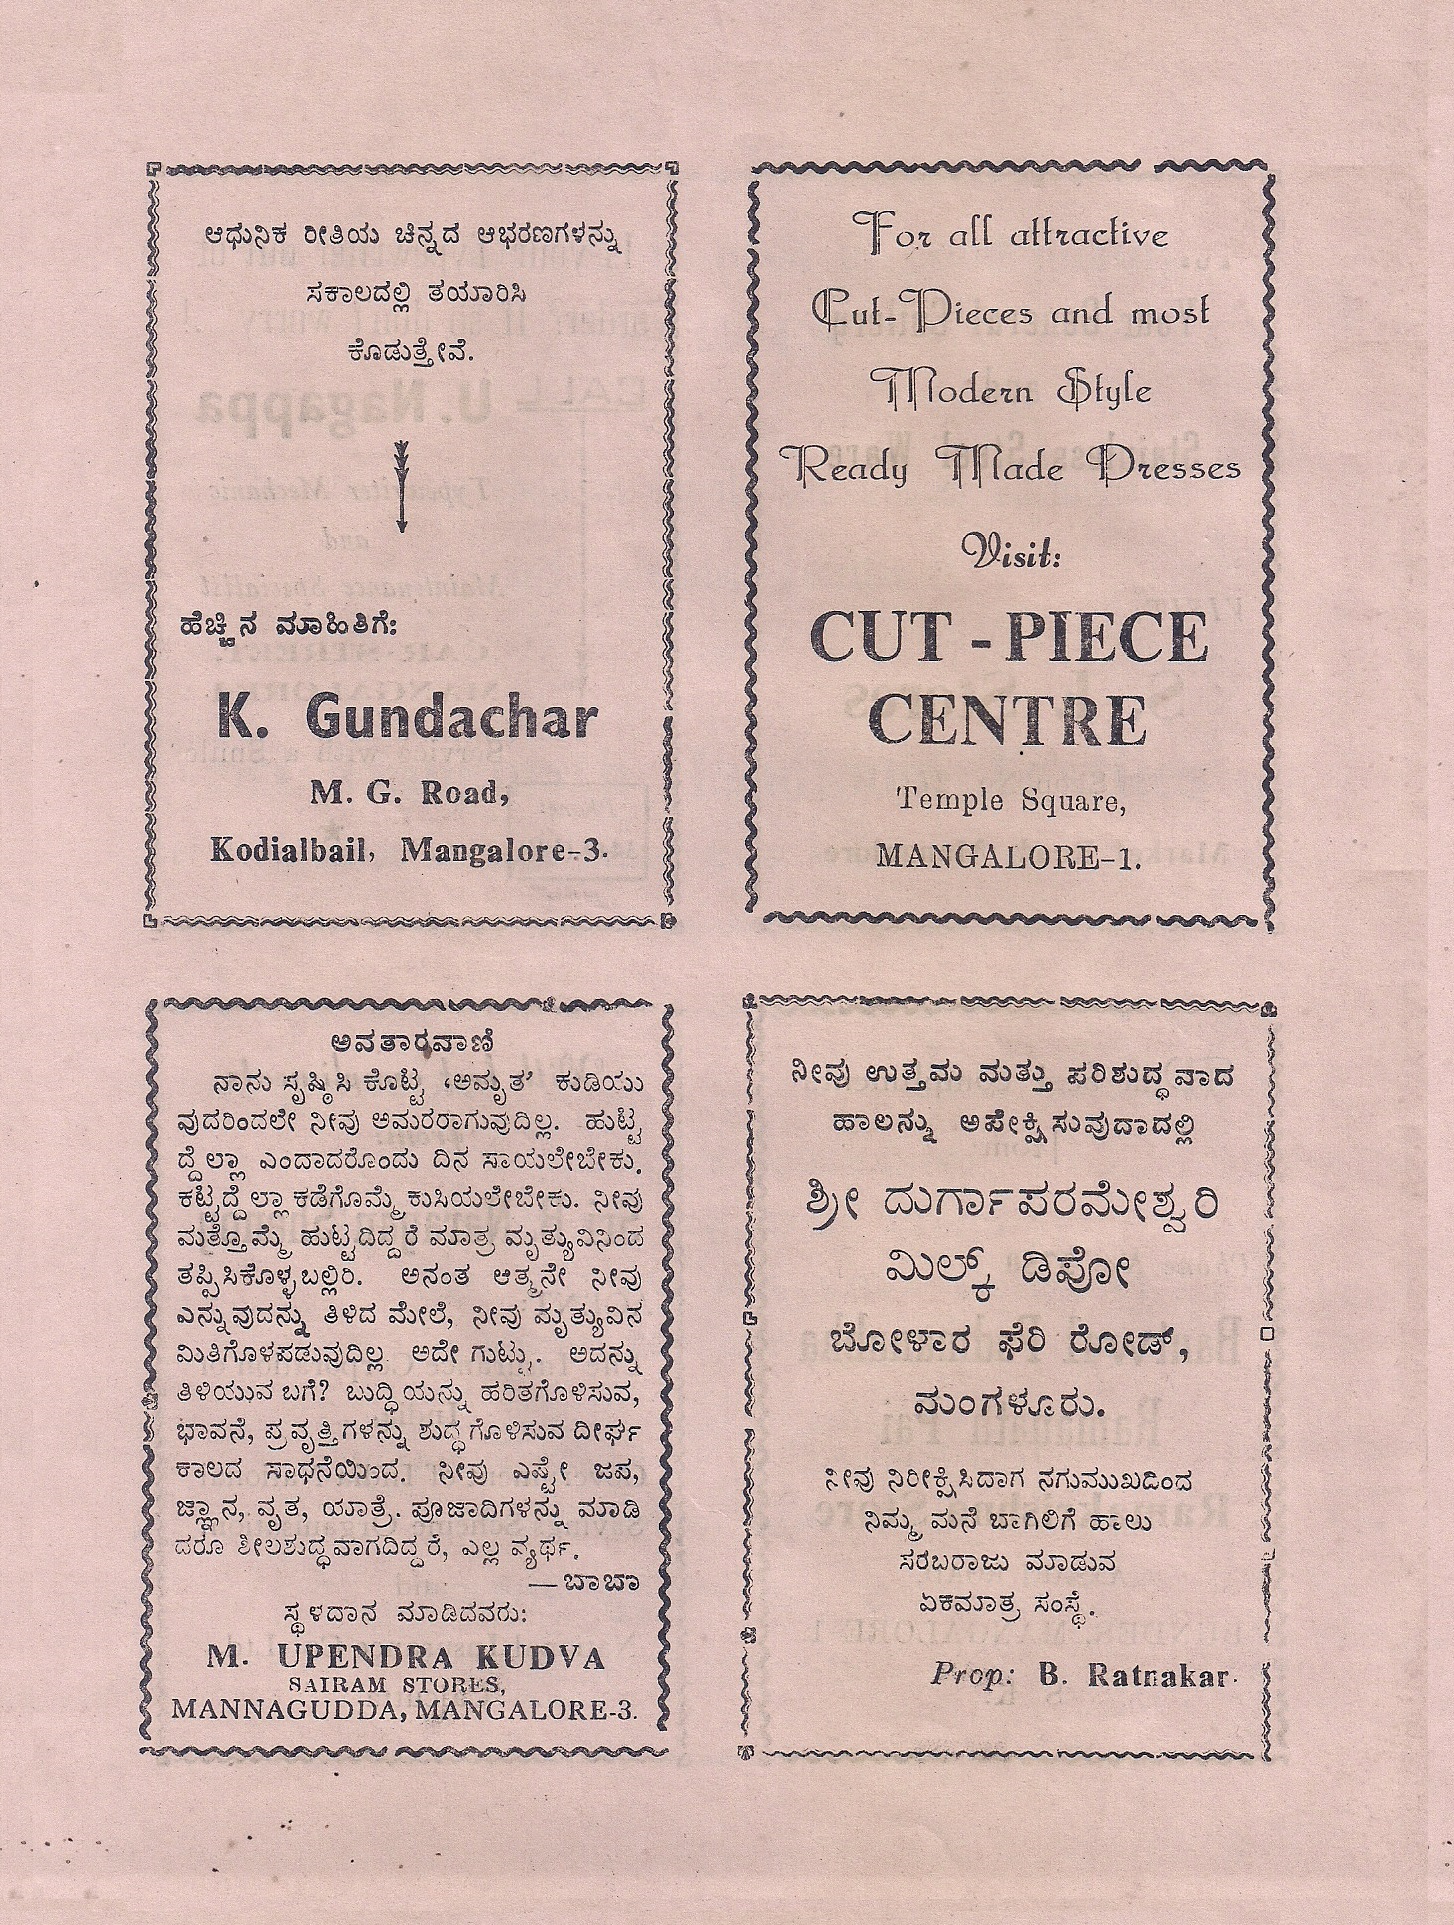 ಆಧುನಿಕ ರೀತಿಯ ಚಿನ್ನದ ಆಭರಣಗಳನ್ನು
ಸಕಾಲದಲ್ಲಿ ತಯಾರಿಸಿ
ಕೊಡುತ್ತೇವೆ.
ಹೆಚ್ಚಿನ ಮಾಹಿತಿಗೆ:
K. Gundachar
M. G. Road,
Kodialbail, Mangalore-3.
For all attractive
Cut-Pieces and most
Modern Style
Ready Made Dresses
Visit:
CUT - PIECE
CENTRE
Temple Square,
MANGALORE-1.
ಅವತಾರವಾಣಿ
ನಾನು ಸೃಷ್ಠಿಸಿ ಕೊಟ್ಟ ‘ಅಮೃತ’ ಕುಡಿಯು
ವುದರಿಂದಲೇ ನೀವು ಅಮರರಾಗುವುದಿಲ್ಲ. ಹುಟ್ಟಿ
ದ್ದೆಲ್ಲಾ ಎಂದಾದರೊಂದು ದಿನ ಸಾಯಲೇಬೇಕು.
ಕಟ್ಟಿದ್ದೆಲ್ಲಾ ಕಡೆಗೊಮ್ಮೆ ಕುಸಿಯಲೇಬೇಕು. ನೀವು
ಮತ್ತೊಮ್ಮೆ ಹುಟ್ಟದಿದ್ದರೆ ಮಾತ್ರ ಮೃತ್ಯುವಿನಿಂದ
ತಪ್ಪಿಸಿಕೊಳ್ಳಬಲ್ಲಿರಿ. ಅನಂತ ಆತ್ಮನೇ ನೀವು
ಎನ್ನುವುದನ್ನು ತಿಳಿದ ಮೇಲೆ, ನೀವು ಮೃತ್ಯುವಿನ
ಮಿತಿಗೊಳಪಡುವುದಿಲ್ಲ. ಅದೇ ಗುಟ್ಟು. ಅದನ್ನು
ತಿಳಿಯುವ ಬಗೆ? ಬುದ್ಧಿಯನ್ನು ಹರಿತಗೊಳಿಸುವ,
ಭಾವನೆ, ಪ್ರವೃತ್ತಿಗಳನ್ನು ಶುದ್ಧಗೊಳಿಸುವ ದೀರ್ಘ
ಕಾಲದ ಸಾಧನೆಯಿಂದ. ನೀವು ಎಷ್ಟೇ ಜಪ,
ಜ್ಞಾನ, ವೃತ, ಯಾತ್ರೆ. ಪೂಜಾದಿಗಳನ್ನು ಮಾಡಿ
ದರೂ ಶೀಲಶುದ್ಧವಾಗದಿದ್ದರೆ, ಎಲ್ಲ ವ್ಯರ್ಥ.
—ಬಾಬಾ
ಸ್ಥಳದಾನ ಮಾಡಿದವರು:
M. UPENDRA KUDVA
SAIRAM STORES,
MANNAGUDDA, MANGALORE-3.
ನೀವು ಉತ್ತಮ ಮತ್ತು ಪರಿಶುದ್ಧವಾದ
ಹಾಲನ್ನು ಅಪೇಕ್ಷಿಸುವುದಾದಲ್ಲಿ
ಶ್ರೀ ದುರ್ಗಾಪರಮೇಶ್ವರಿ
ಮಿಲ್ಕ್ ಡಿಪೋ
ಬೋಳಾರ ಫೆರಿ ರೋಡ್,
ಮಂಗಳೂರು.
ನೀವು ನಿರೀಕ್ಷಿಸಿದಾಗ ನಗುಮುಖದಿಂದ
ನಿಮ್ಮ ಮನೆ ಬಾಗಿಲಿಗೆ ಹಾಲು
ಸರಬರಾಜು ಮಾಡುವ
ಏಕಮಾತ್ರ ಸಂಸ್ಥೆ.
Prop: B. Ratnakar.